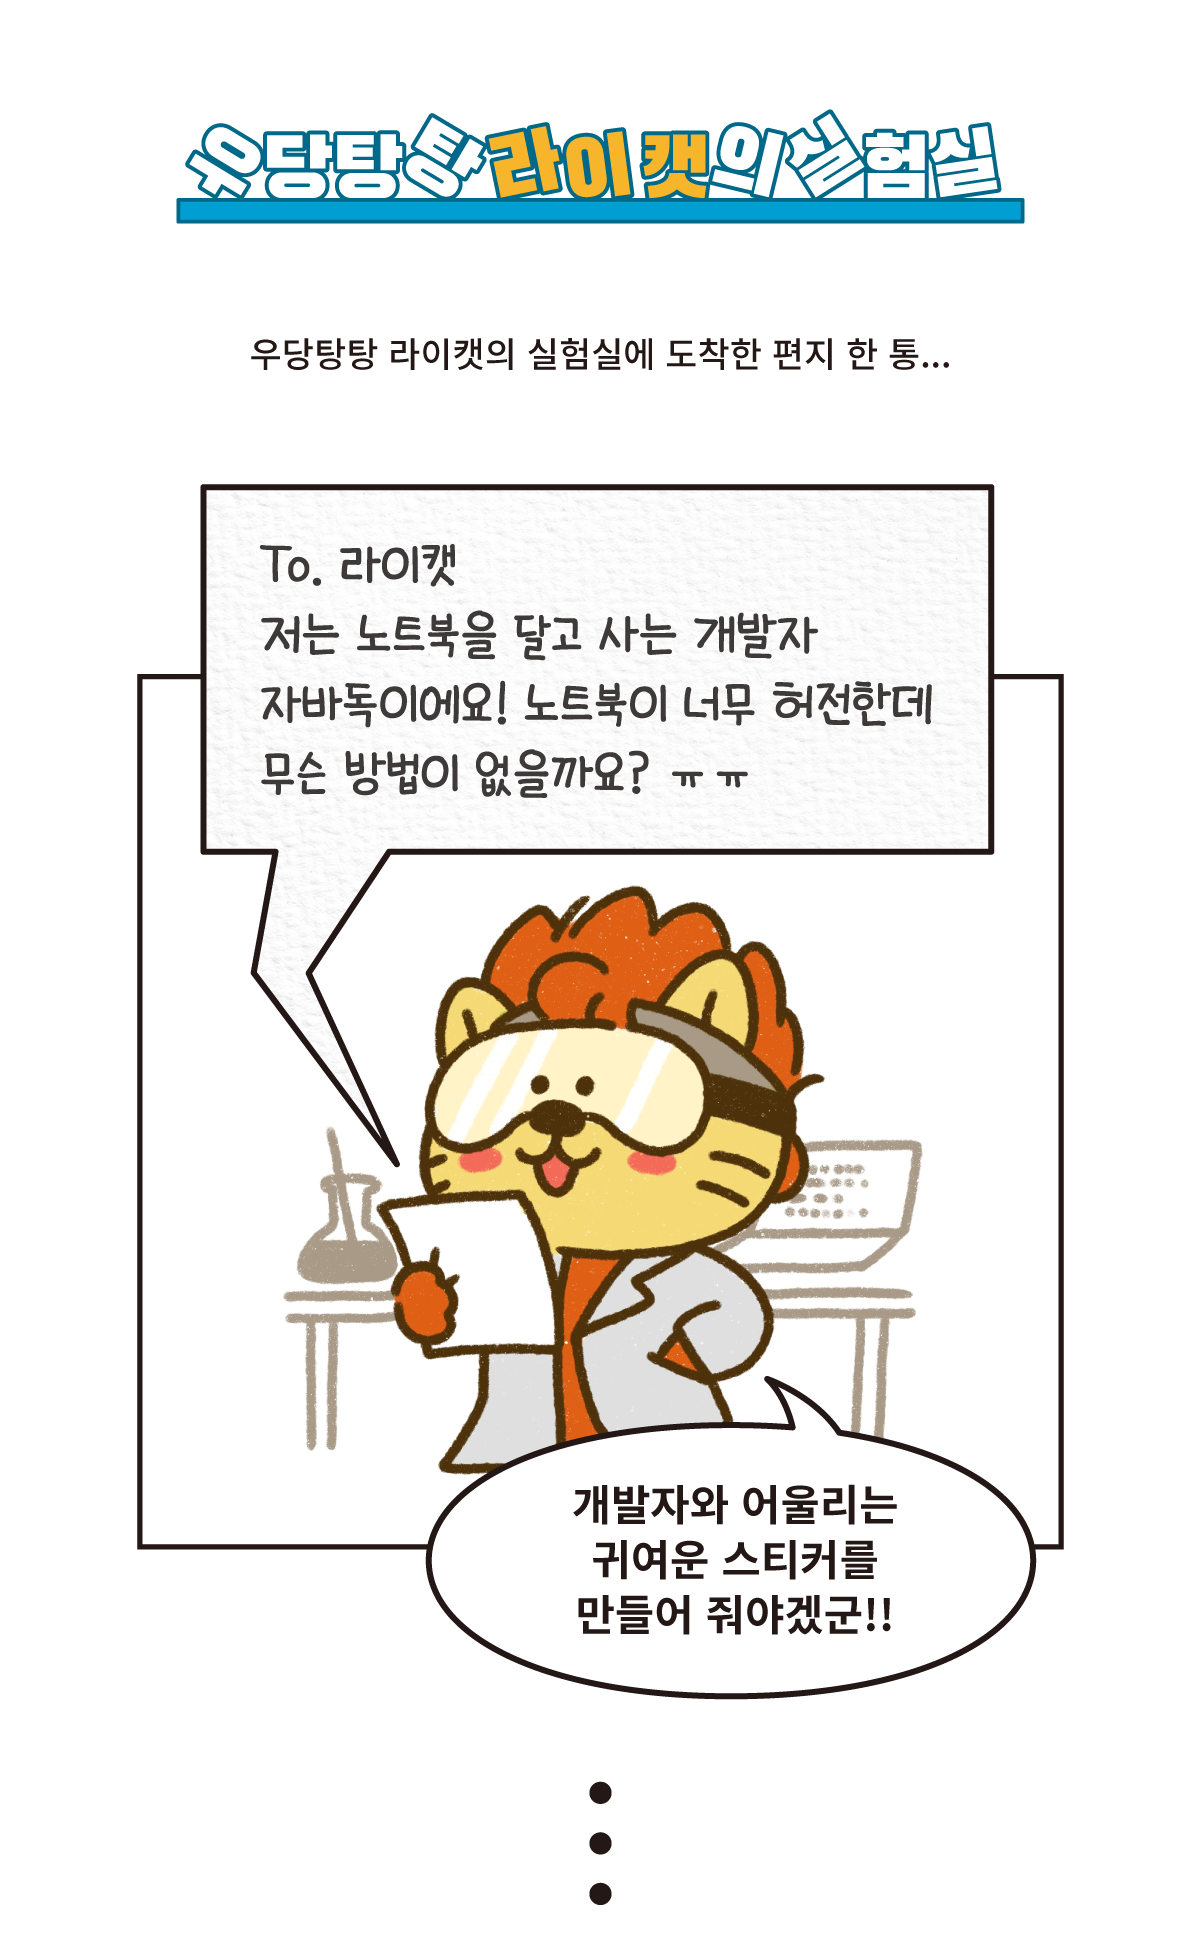 우당탕탕라이캣의실험실
우당탕탕 라이캣의 실험실에 도착한 편지 한 통...
To. 라이캣
저는 노트북을 달고 사는 개발자
자바독이에요! 노트북이 너무 허전한데
무슨 방법이 없을까요? ㅠㅠ
개발자와 어울리는
귀여운 스티커를
만들어 줘야겠군!!